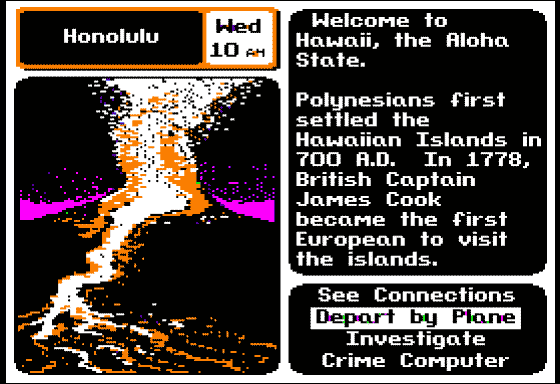 Honolulu
Wed
10 AM
Welcome to
Hawaii, the Aloha
State.
Polynesians first
settled the
Hawaiian Islands in
700 A.D. In 1778,
British Captain
James Cook
became the first
European to visit
the islands.
See Connections
Depart by Plane
Investigate
Crime Computer